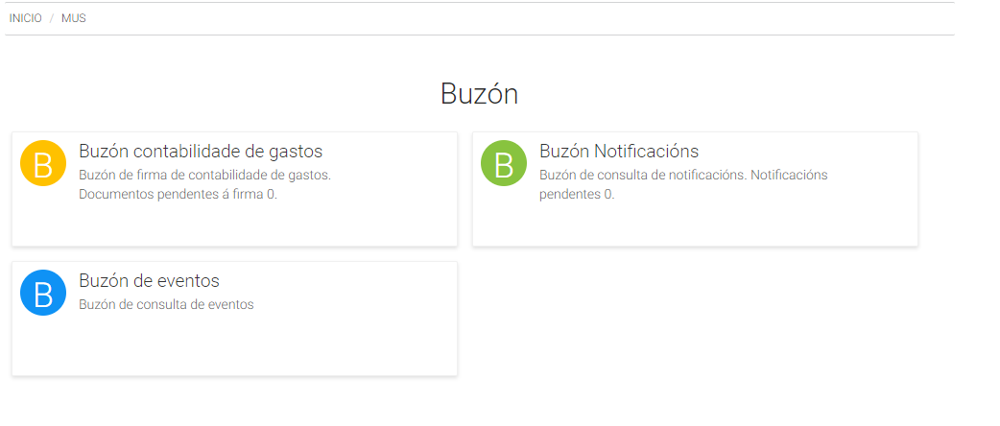 INICIO / MUS
Buzón
B
Buzón contabilidade de gastos
Buzón de firma de contabilidade de gastos.
Documentos pendentes á firma 0.
B
Buzón Notificacións
Buzón de consulta de notificacións. Notificacións
pendentes 0.
B
Buzón de eventos
Buzón de consulta de eventos